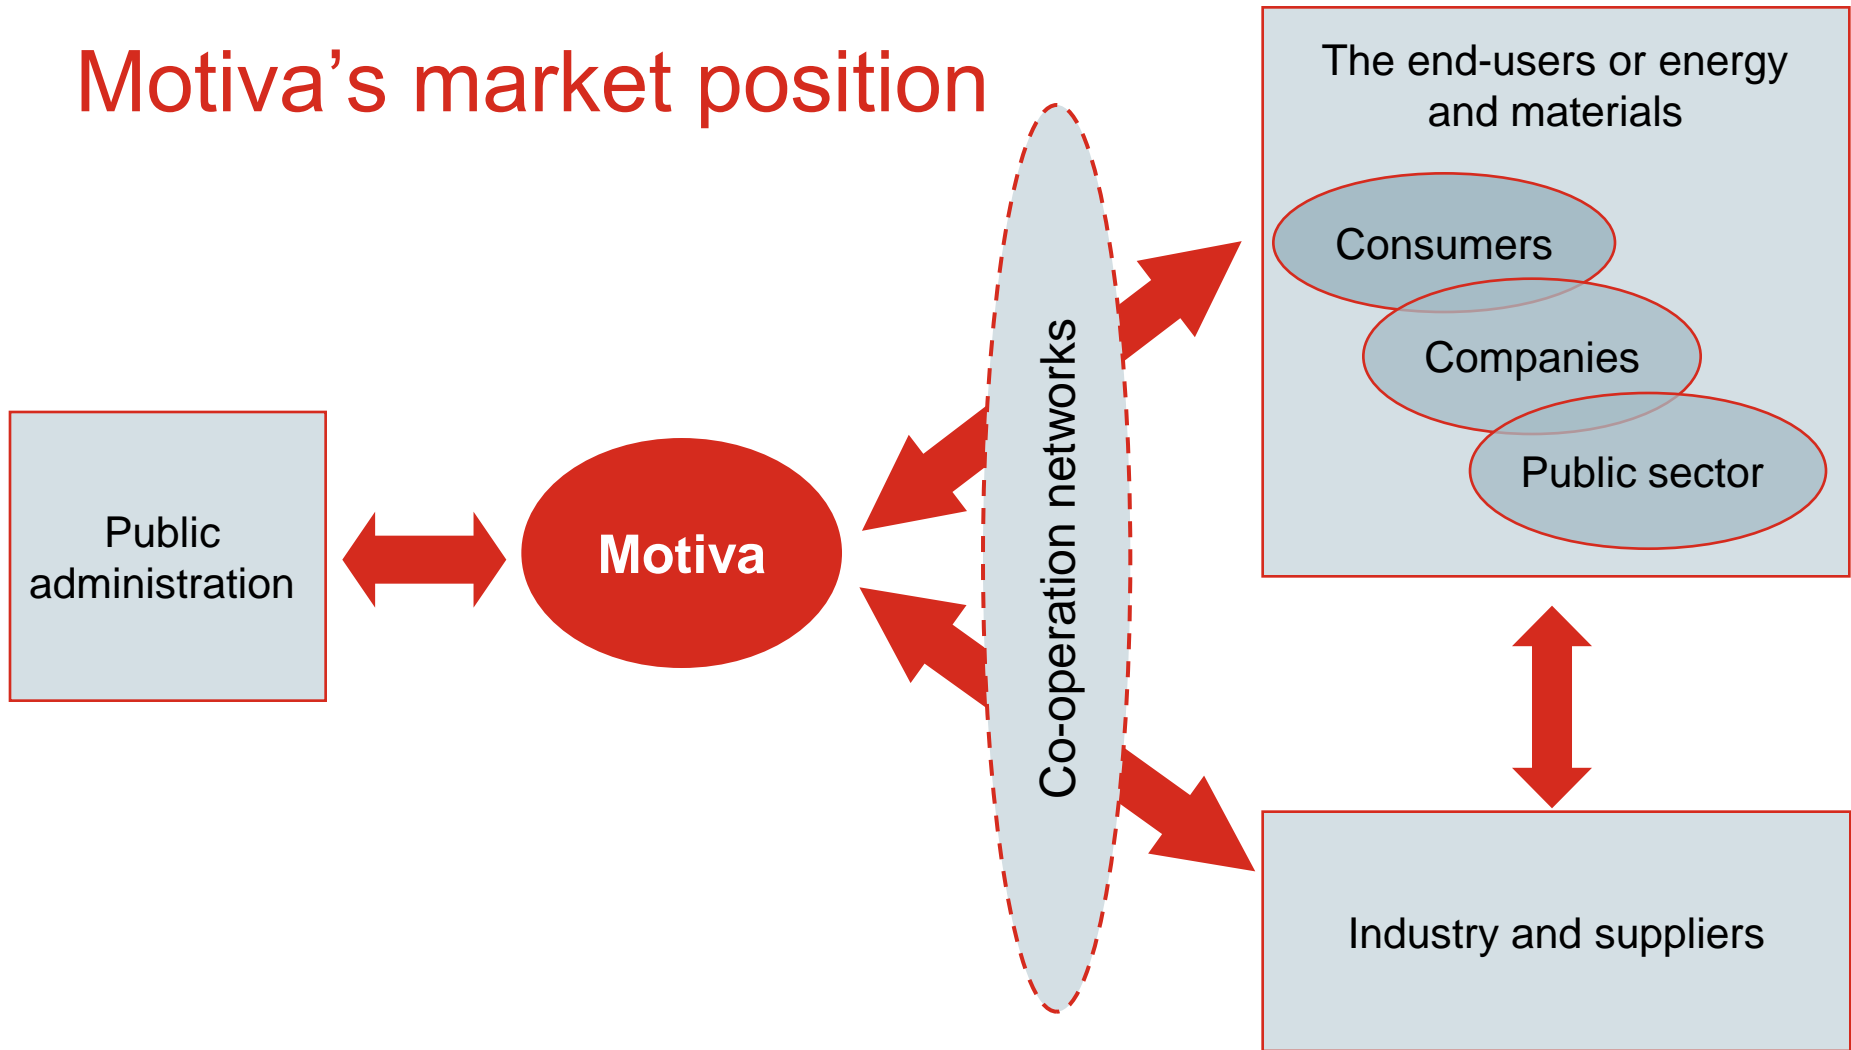 Motiva's market position
The end-users or energy
and materials
Consumers
Companies
Public sector
Co-operation networks
Public
administration
Motiva
Industry and suppliers